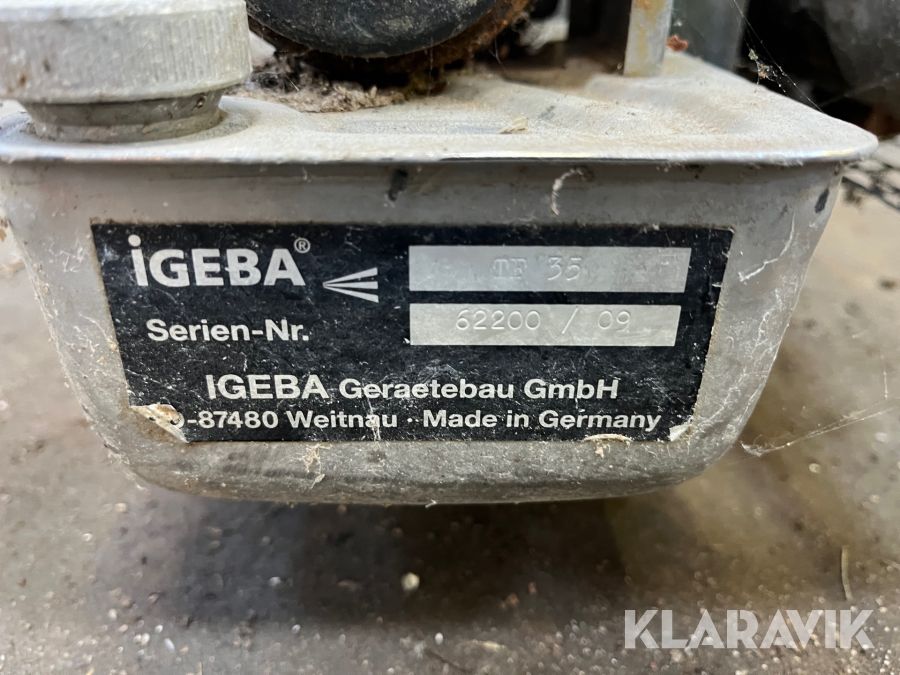 iGEBA® TF 35
Serien-Nr. 62200 / 09
IGEBA Geraetebau GmbH
D-87480 Weitnau · Made in Germany
KLARAVIK